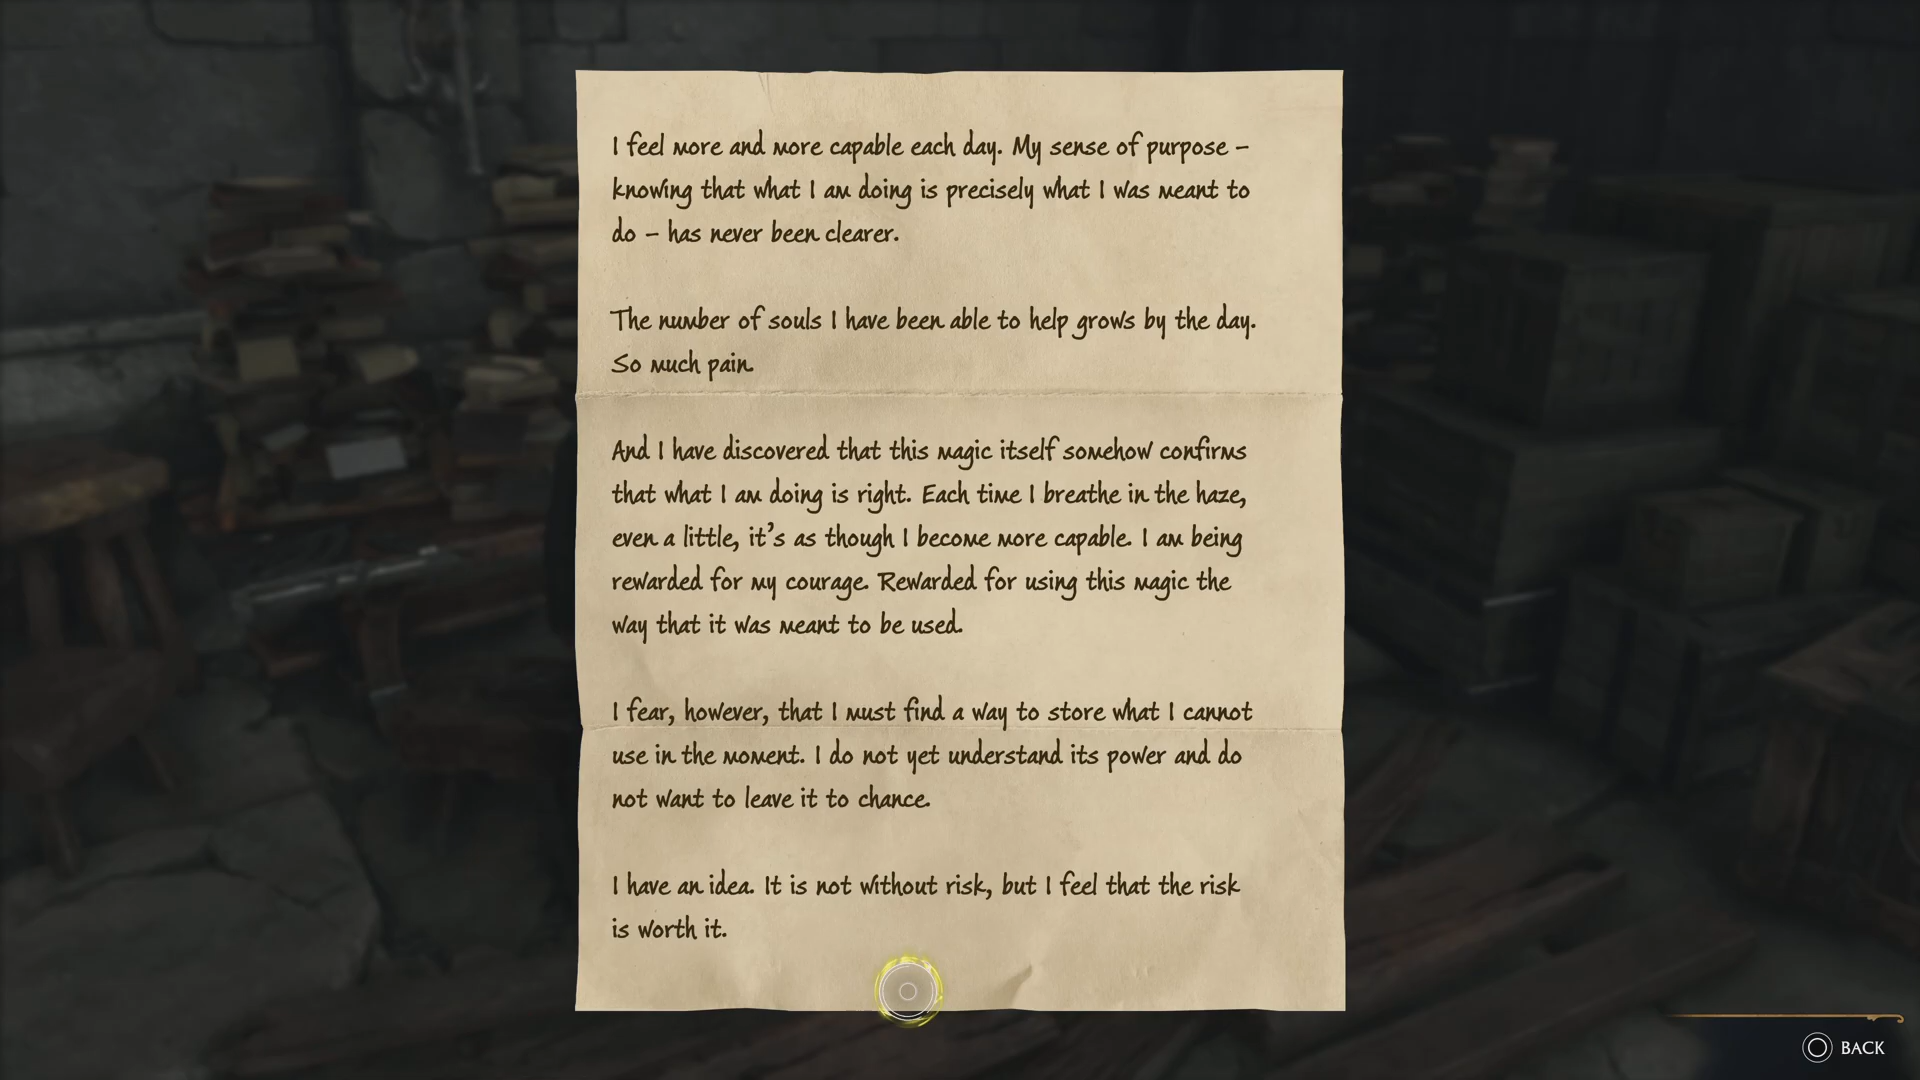 I feel more and more capable each day. My sense of purpose –
knowing that what I am doing is precisely what I was meant to
do – has never been clearer.
The number of souls I have been able to help grows by the day.
So much pain.
And I have discovered that this magic itself somehow confirms
that what I am doing is right. Each time I breathe in the haze,
even a little, it's as though I become more capable. I am being
rewarded for my courage. Rewarded for using this magic the
way that it was meant to be used.
I fear, however, that I must find a way to store what I cannot
use in the moment. I do not yet understand its power and do
not want to leave it to chance.
I have an idea. It is not without risk, but I feel that the risk
is worth it.
BACK